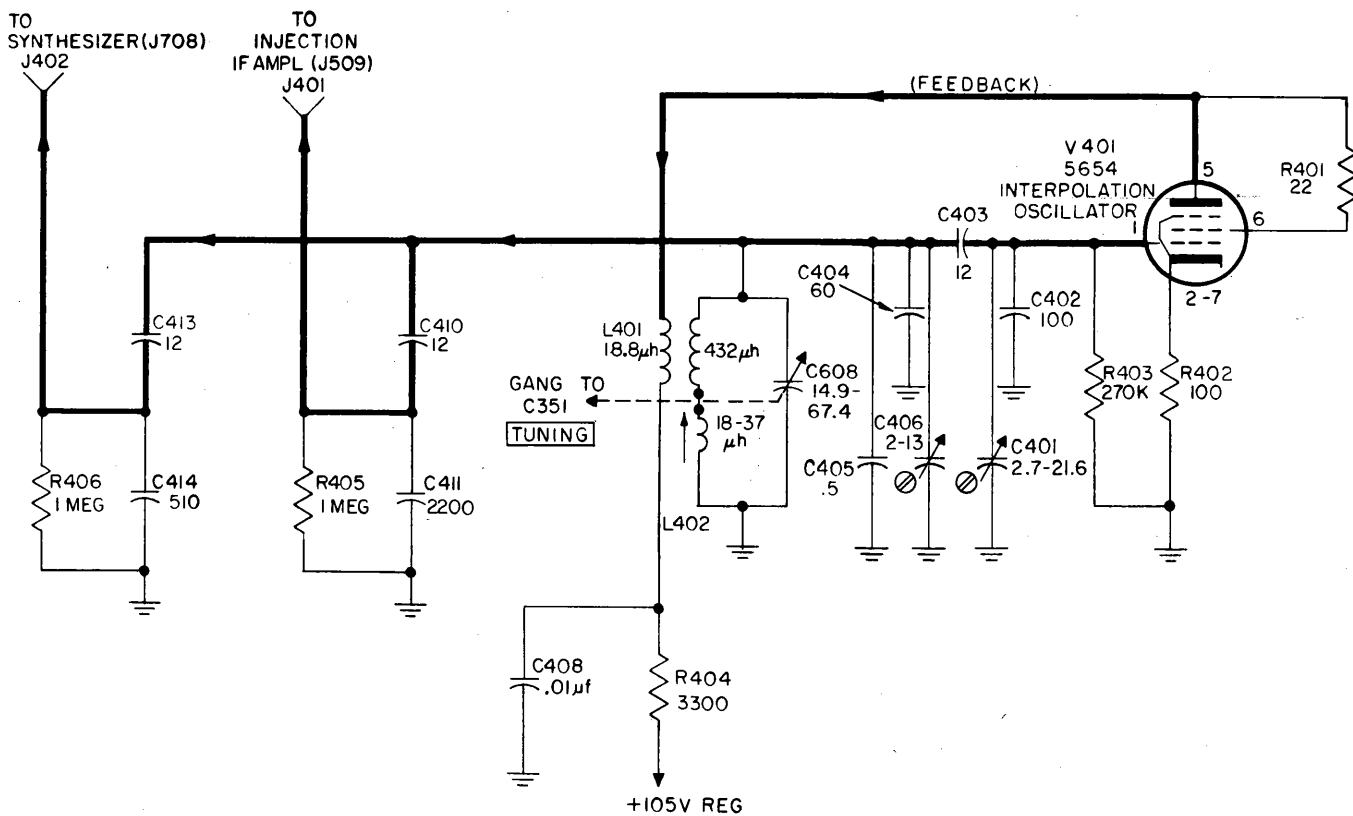 TO
SYNTHESIZER (J708)
J402
TO
INJECTION
IF AMPL (J509)
J401
(FEEDBACK)
V401
5654
INTERPOLATION
OSCILLATOR
5
1
6
2-7
R401
22
C403
12
C404
60
C402
100
C413
12
C410
12
L401
18.8μh
432μh
C608
14.9-
67.4
R403
270K
R402
100
GANG TO
C351
TUNING
18-37
μh
C406
2-13
C401
2.7-21.6
C405
.5
R406
1 MEG
C414
510
R405
1 MEG
C411
2200
L402
C408
.01μf
R404
3300
+105V REG